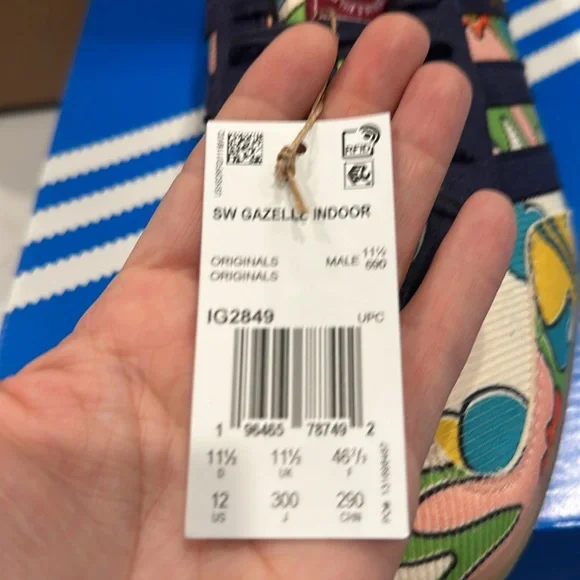 SW GAZELLE INDOOR
ORIGINALS MALE 11½
ORIGINALS 690
IG2849 UPC
1 96465 78749 2
11½ 11½ 46⅔
D UK F
12 300 290
US J CHN